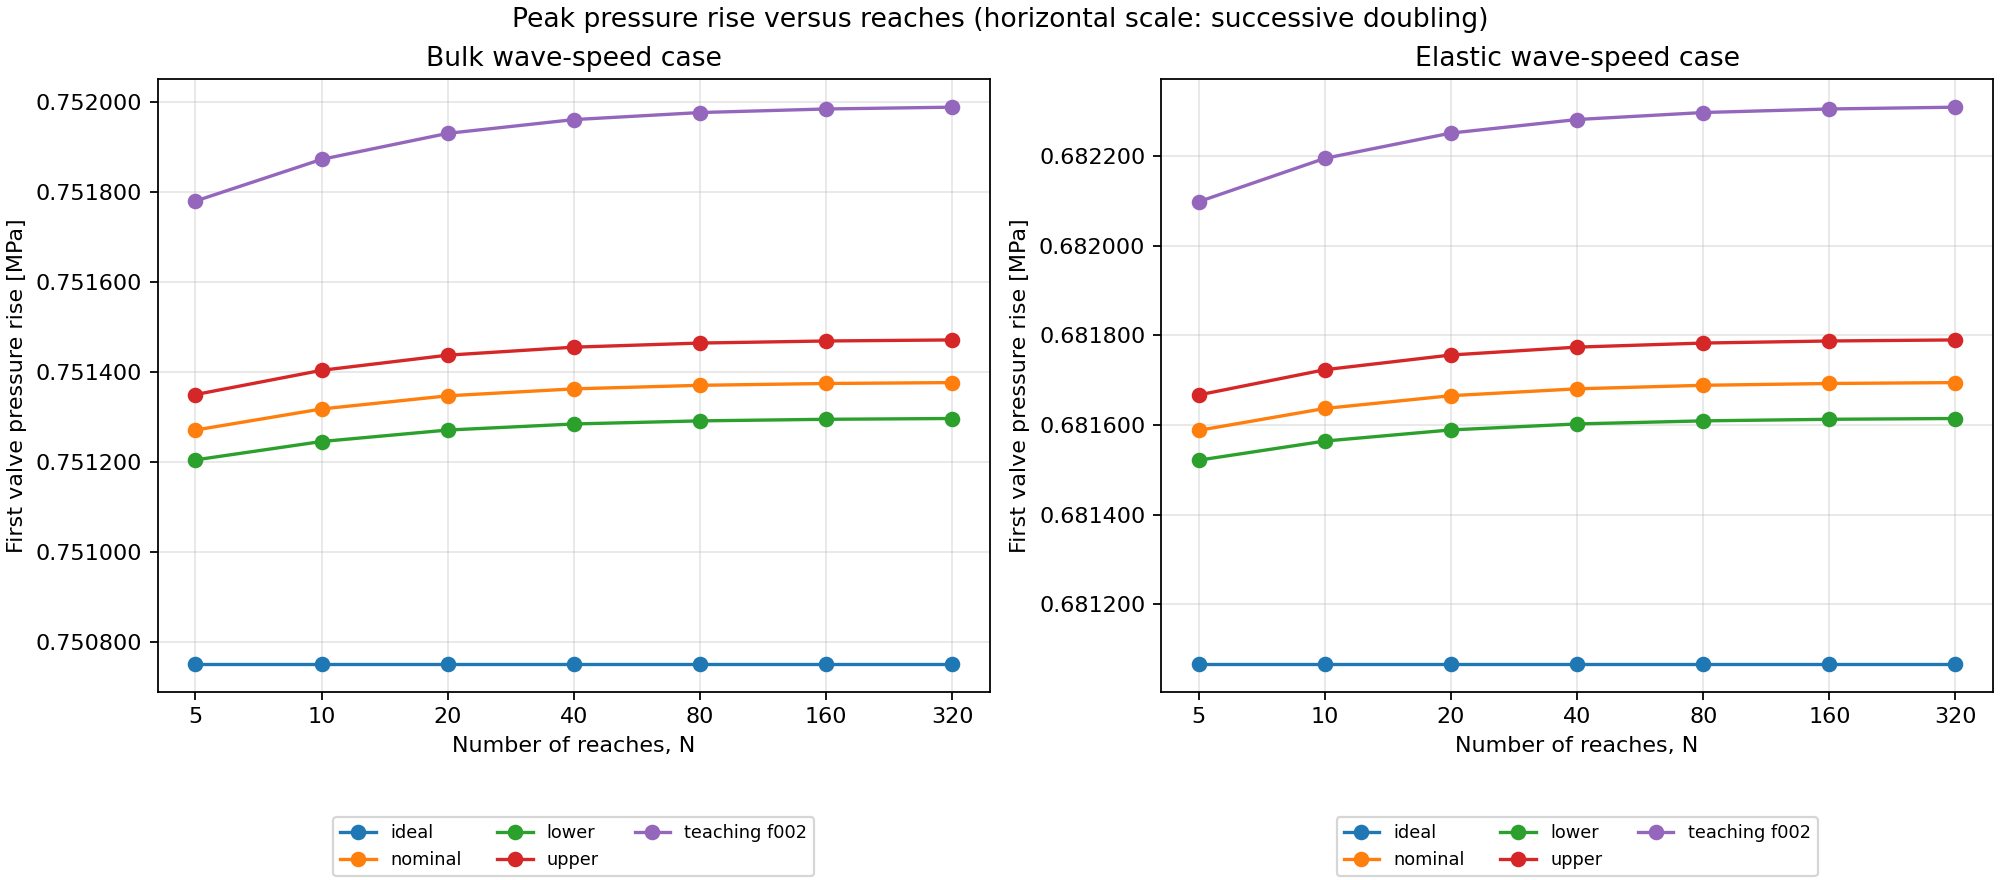 Peak pressure rise versus reaches (horizontal scale: successive doubling)
Bulk wave-speed case
First valve pressure rise [MPa]
0.752000
0.751800
0.751600
0.751400
0.751200
0.751000
0.750800
5 10 20 40 80 160 320
Number of reaches, N
ideal lower teaching f002
nominal upper
Elastic wave-speed case
First valve pressure rise [MPa]
0.682200
0.682000
0.681800
0.681600
0.681400
0.681200
5 10 20 40 80 160 320
Number of reaches, N
ideal lower teaching f002
nominal upper